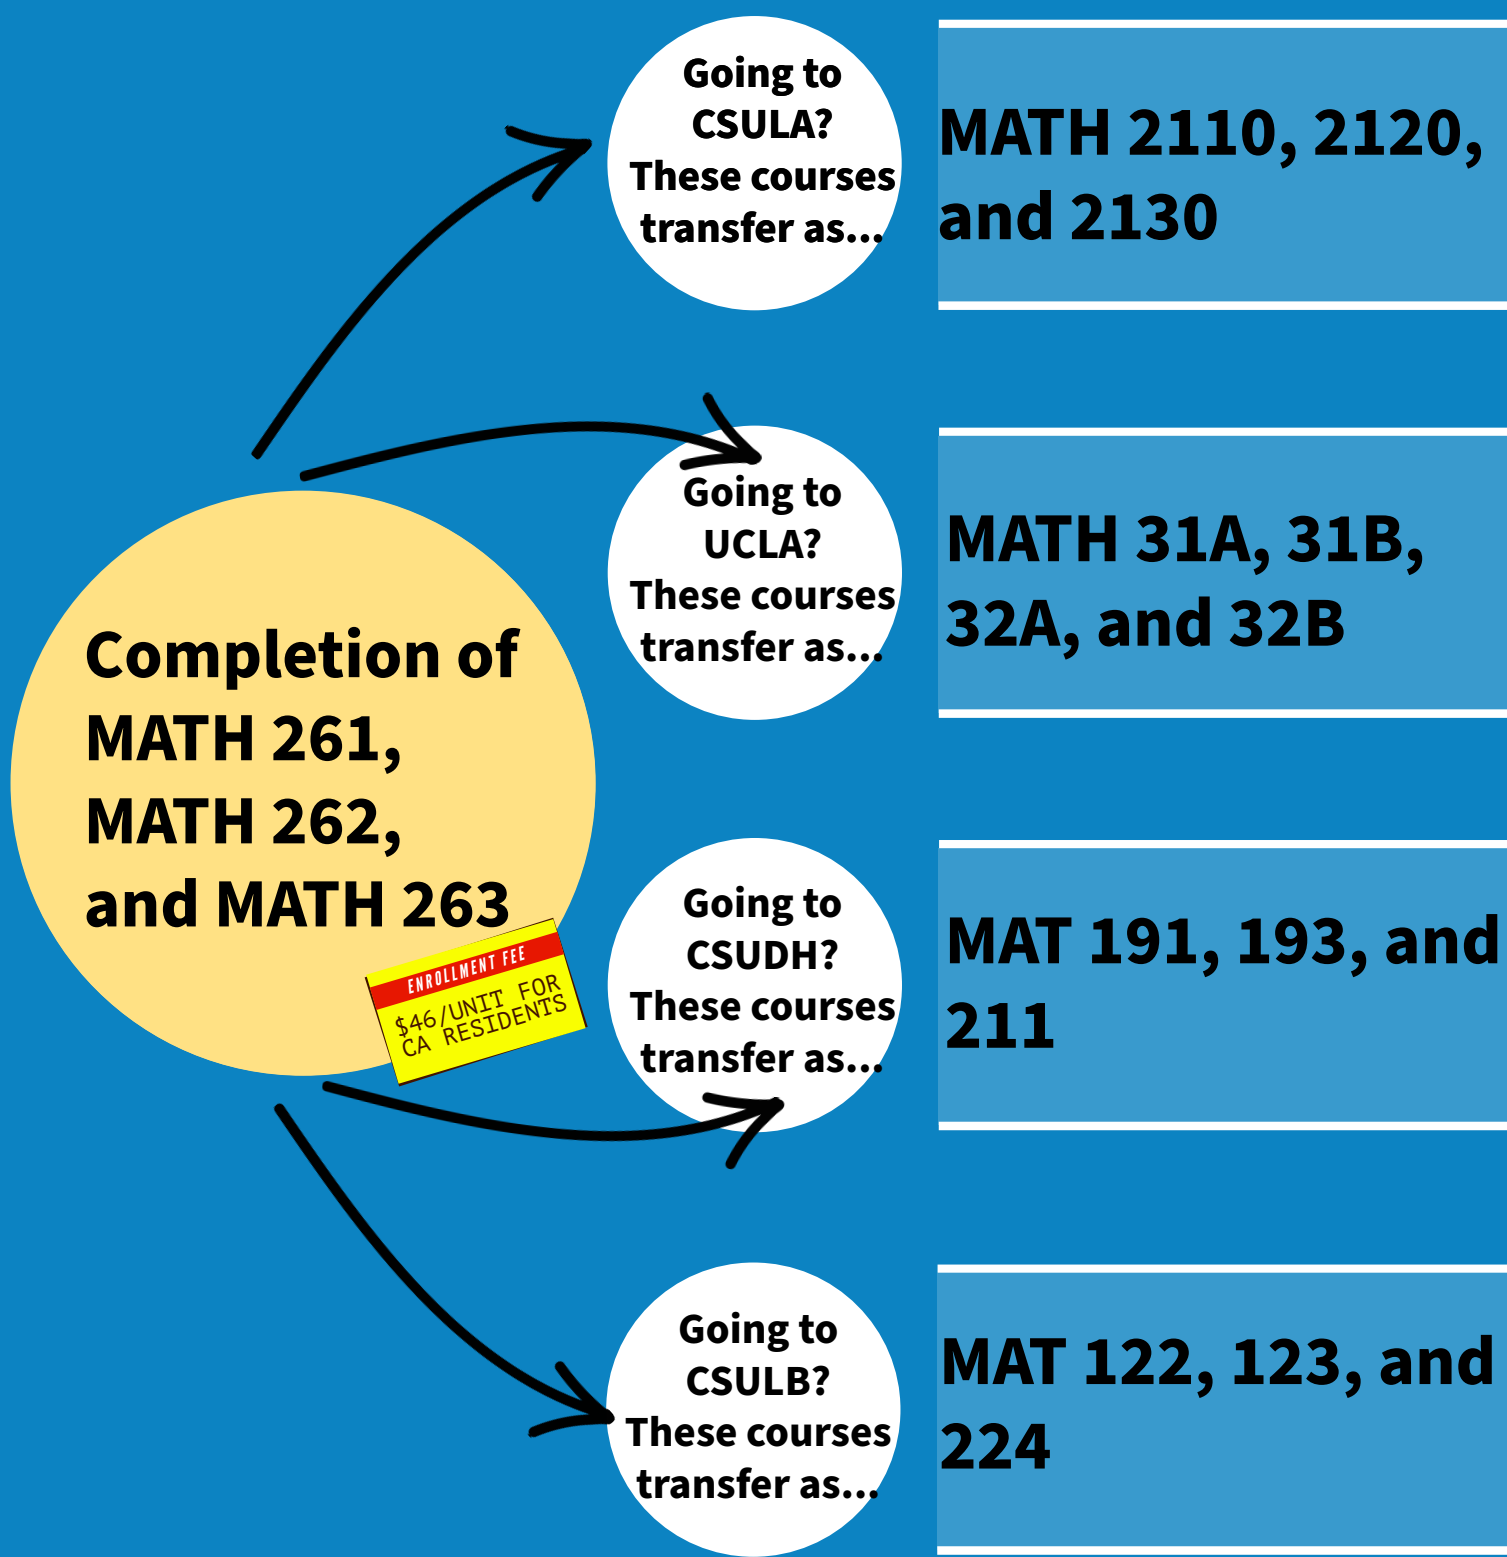 Going to
CSULA?
These courses
transfer as...
MATH 2110, 2120,
and 2130
Going to
UCLA?
These courses
transfer as...
MATH 31A, 31B,
32A, and 32B
Completion of
MATH 261,
MATH 262,
and MATH 263
ENROLLMENT FEE
$46/UNIT FOR
CA RESIDENTS
Going to
CSUDH?
These courses
transfer as...
MAT 191, 193, and
211
Going to
CSULB?
These courses
transfer as...
MAT 122, 123, and
224